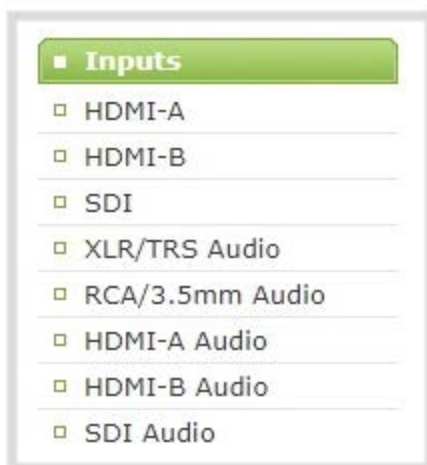 Inputs
HDMI-A
HDMI-B
SDI
XLR/TRS Audio
RCA/3.5mm Audio
HDMI-A Audio
HDMI-B Audio
SDI Audio